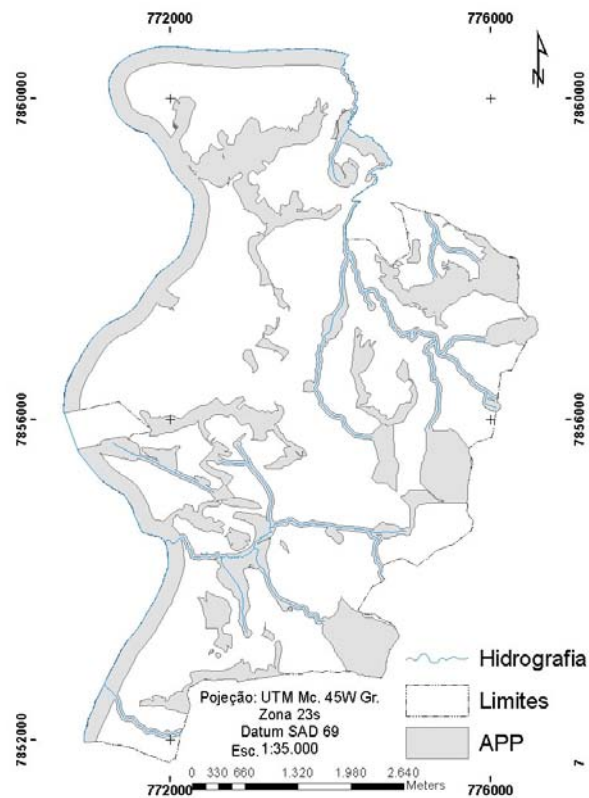 772000 776000
7860000 7860000
7856000 7856000
Hidrografia
Limites
APP
Pojeção: UTM Mc. 45W Gr.
Zona 23s
Datum SAD 69
Esc. 1:35.000
0 330 660 1.320 1.980 2.640
Meters
7852000 7
772000 776000